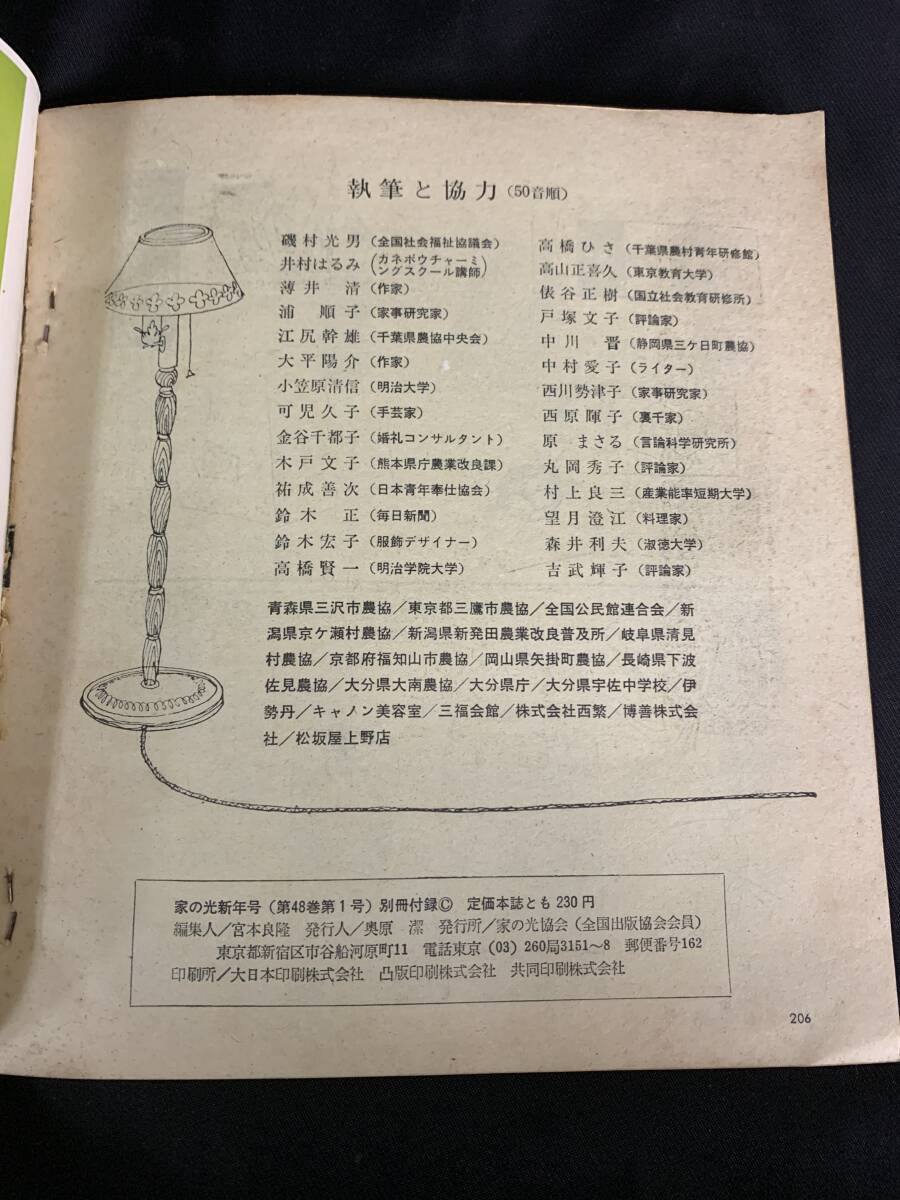 執筆と協力(50音順)
磯村光男(全国社会福祉協議会)
井村はるみ(カネボウチャーミングスクール講師)
薄井 清(作家)
浦 順子(家事研究家)
江尻幹雄(千葉県農協中央会)
大平陽介(作家)
小笠原清信(明治大学)
可児久子(手芸家)
金谷千都子(婚礼コンサルタント)
木戸文子(熊本県庁農業改良課)
祐成善次(日本青年奉仕協会)
鈴木 正(毎日新聞)
鈴木宏子(服飾デザイナー)
高橋賢一(明治学院大学)
高橋ひさ(千葉県農村青年研修館)
高山正喜久(東京教育大学)
俵谷正樹(国立社会教育研修所)
戸塚文子(評論家)
中川 晋(静岡県三ケ日町農協)
中村愛子(ライター)
西川勢津子(家事研究家)
西原暉子(裏千家)
原 まさる(言論科学研究所)
丸岡秀子(評論家)
村上良三(産業能率短期大学)
望月澄江(料理家)
森井利夫(淑徳大学)
吉武輝子(評論家)
青森県三沢市農協/東京都三鷹市農協/全国公民館連合会/新
潟県京ケ瀬村農協/新潟県新発田農業改良普及所/岐阜県清見
村農協/京都府福知山市農協/岡山県矢掛町農協/長崎県下波
佐見農協/大分県大南農協/大分県庁/大分県宇佐中学校/伊
勢丹/キャノン美容室/三福会館/株式会社西繁/博善株式会
社/松坂屋上野店
家の光新年号(第48巻第1号)別冊付録Ⓒ 定価本誌とも230円
編集人/宮本良隆 発行人/奥原 潔 発行所/家の光協会(全国出版協会会員)
東京都新宿区市谷船河原町11 電話東京(03)260局3151〜8 郵便番号162
印刷所/大日本印刷株式会社 凸版印刷株式会社 共同印刷株式会社
206